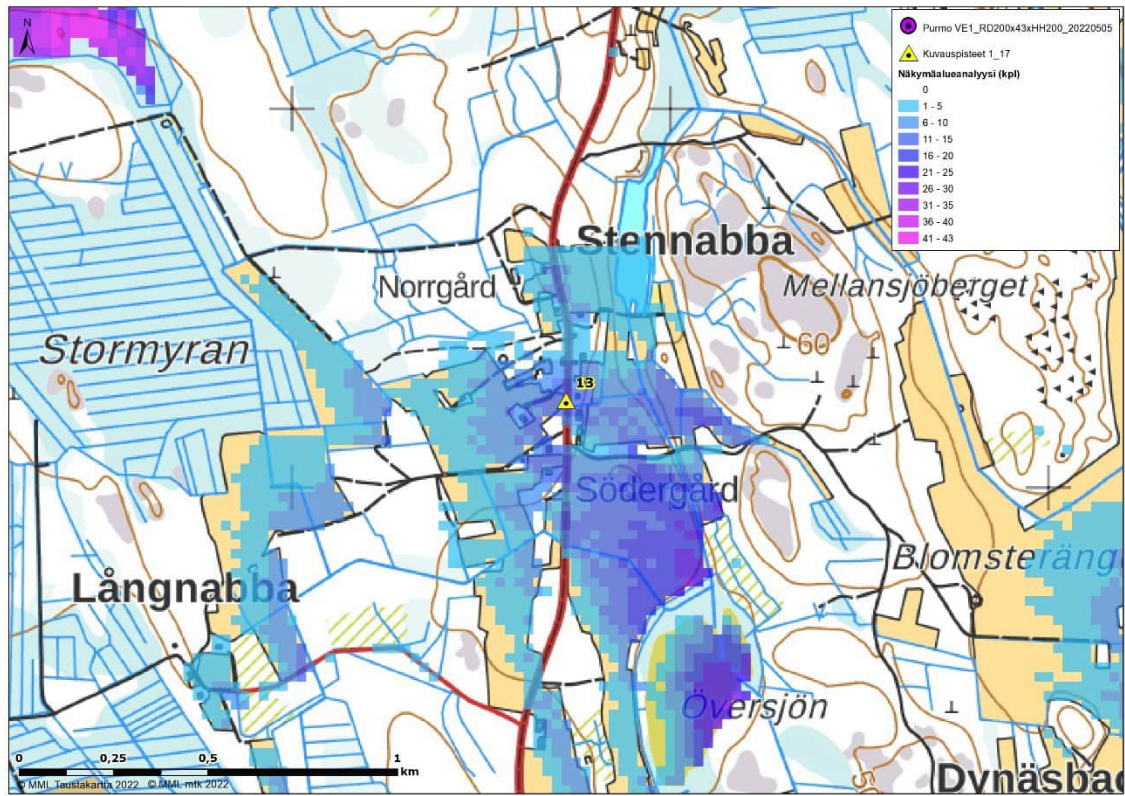 N
Purmo VE1_RD200x43xHH200_20220505
Kuvauspisteet 1_17
Näkymäalueanalyysi (kpl)
0
1 - 5
6 - 10
11 - 15
16 - 20
21 - 25
26 - 30
31 - 35
36 - 40
41 - 43
Stennabba
Norrgård
Mellansjöberget
Stormyran
60
13
Södergård
Blomsteräng
Långnabba
Översjön
0 0,25 0,5 1
km
© MML Taustakartta 2022 © MML mtk 2022
50
Dynäsbac